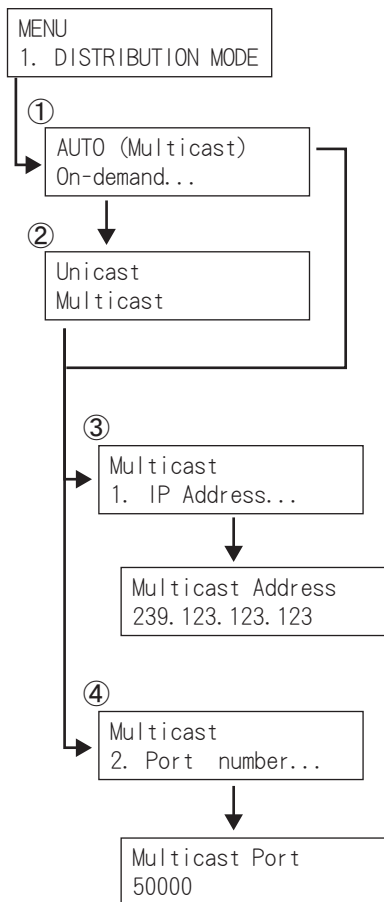 MENU
1. DISTRIBUTION MODE
①
AUTO (Multicast)
On-demand...
②
Unicast
Multicast
③
Multicast
1. IP Address...
Multicast Address
239.123.123.123
④
Multicast
2. Port number...
Multicast Port
50000